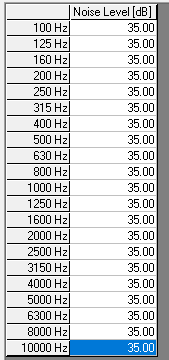 Noise Level [dB]
100 Hz 35.00
125 Hz 35.00
160 Hz 35.00
200 Hz 35.00
250 Hz 35.00
315 Hz 35.00
400 Hz 35.00
500 Hz 35.00
630 Hz 35.00
800 Hz 35.00
1000 Hz 35.00
1250 Hz 35.00
1600 Hz 35.00
2000 Hz 35.00
2500 Hz 35.00
3150 Hz 35.00
4000 Hz 35.00
5000 Hz 35.00
6300 Hz 35.00
8000 Hz 35.00
10000 Hz 35.00